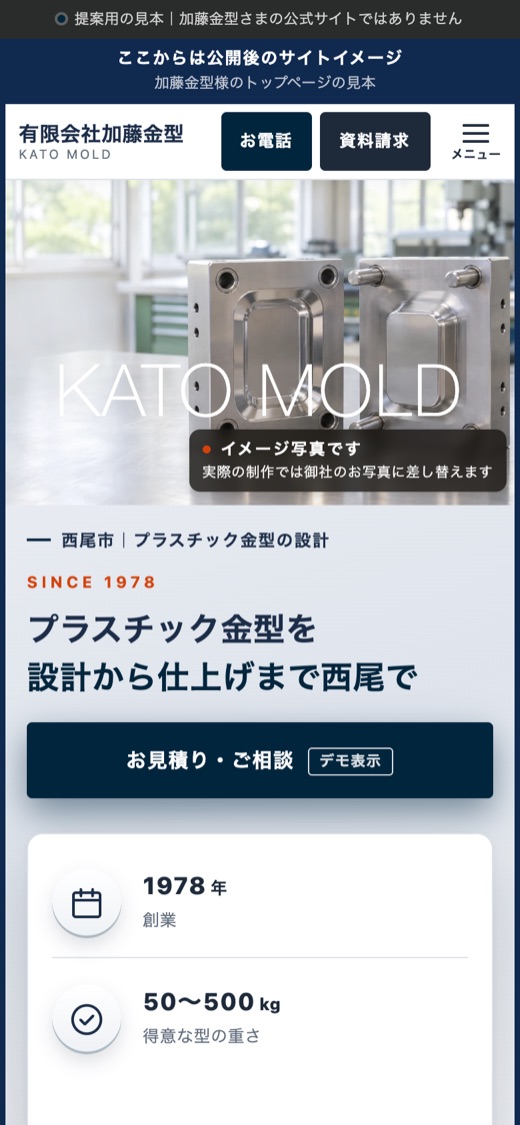 提案用の見本｜加藤金型さまの公式サイトではありません
ここからは公開後のサイトイメージ
加藤金型様のトップページの見本
有限会社加藤金型
KATO MOLD
お電話
資料請求
メニュー
KATO MOLD
イメージ写真です
実際の制作では御社のお写真に差し替えます
西尾市｜プラスチック金型の設計
SINCE 1978
プラスチック金型を
設計から仕上げまで西尾で
お見積り・ご相談 デモ表示
1978 年
創業
50〜500 kg
得意な型の重さ